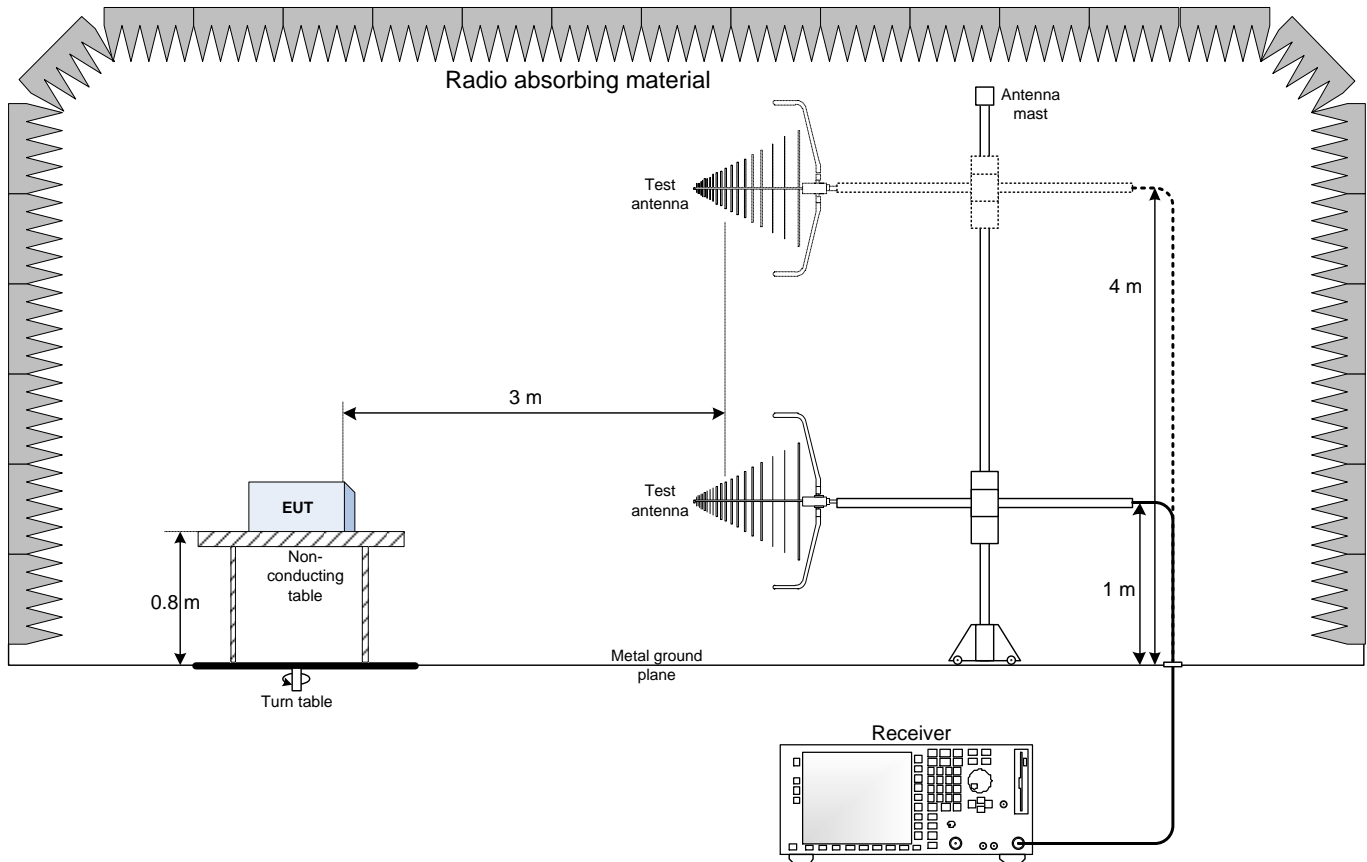 Radio absorbing material
Antenna
mast
Test
antenna
4 m
3 m
Test
antenna
EUT
Non-
conducting
table
0.8 m
1 m
Metal ground
plane
Turn table
Receiver